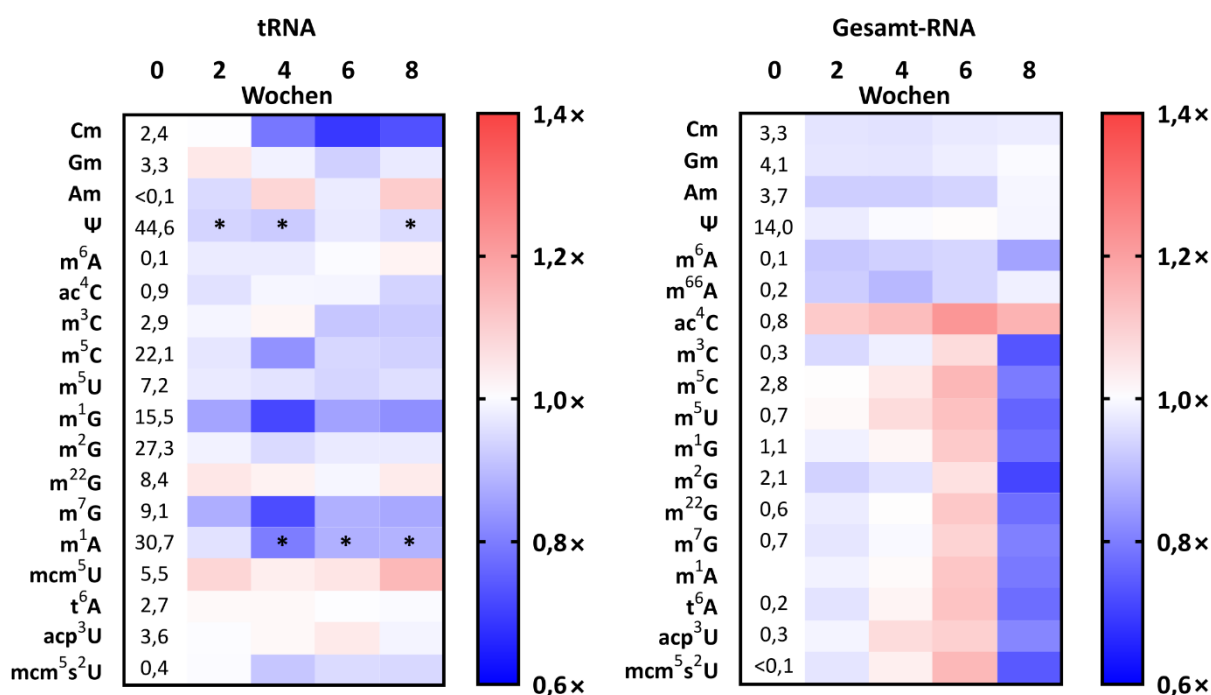 tRNA
0 2 4 6 8
Wochen
Cm 2,4
Gm 3,3
Am <0,1
Ψ 44,6 * * *
m⁶A 0,1
ac⁴C 0,9
m³C 2,9
m⁵C 22,1
m⁵U 7,2
m¹G 15,5
m²G 27,3
m²²G 8,4
m⁷G 9,1
m¹A 30,7 * * *
mcm⁵U 5,5
t⁶A 2,7
acp³U 3,6
mcm⁵s²U 0,4
1,4×
1,2×
1,0×
0,8×
0,6×
Gesamt-RNA
0 2 4 6 8
Wochen
Cm 3,3
Gm 4,1
Am 3,7
Ψ 14,0
m⁶A 0,1
m⁶⁶A 0,2
ac⁴C 0,8
m³C 0,3
m⁵C 2,8
m⁵U 0,7
m¹G 1,1
m²G 2,1
m²²G 0,6
m⁷G 0,7
m¹A
t⁶A 0,2
acp³U 0,3
mcm⁵s²U <0,1
1,4×
1,2×
1,0×
0,8×
0,6×